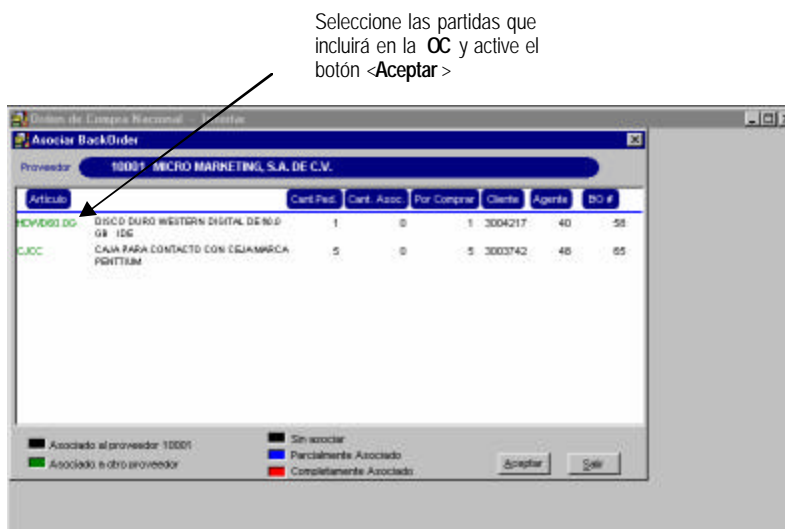 Seleccione las partidas que
incluirá en la OC y active el
botón <Aceptar >
Orden de Compra Nacional - Insertar
Asociar BackOrder
Proveedor 10001 MICRO MARKETING, S.A. DE C.V.
Artículo Cant Ped. Cant. Asoc. Por Comprar Cliente Agente BO #
DISCO DURO WESTERN DIGITAL DE 60.0 1 0 1 3004217 40 58
GB IDE
CJCC CAJA PARA CONTACTO CON CEJA MARCA 5 0 5 3003742 48 65
PENTTIUM
Asociado al proveedor 10001
Asociado a otro proveedor
Sin asociar
Parcialmente Asociado
Completamente Asociado
Aceptar
Salir